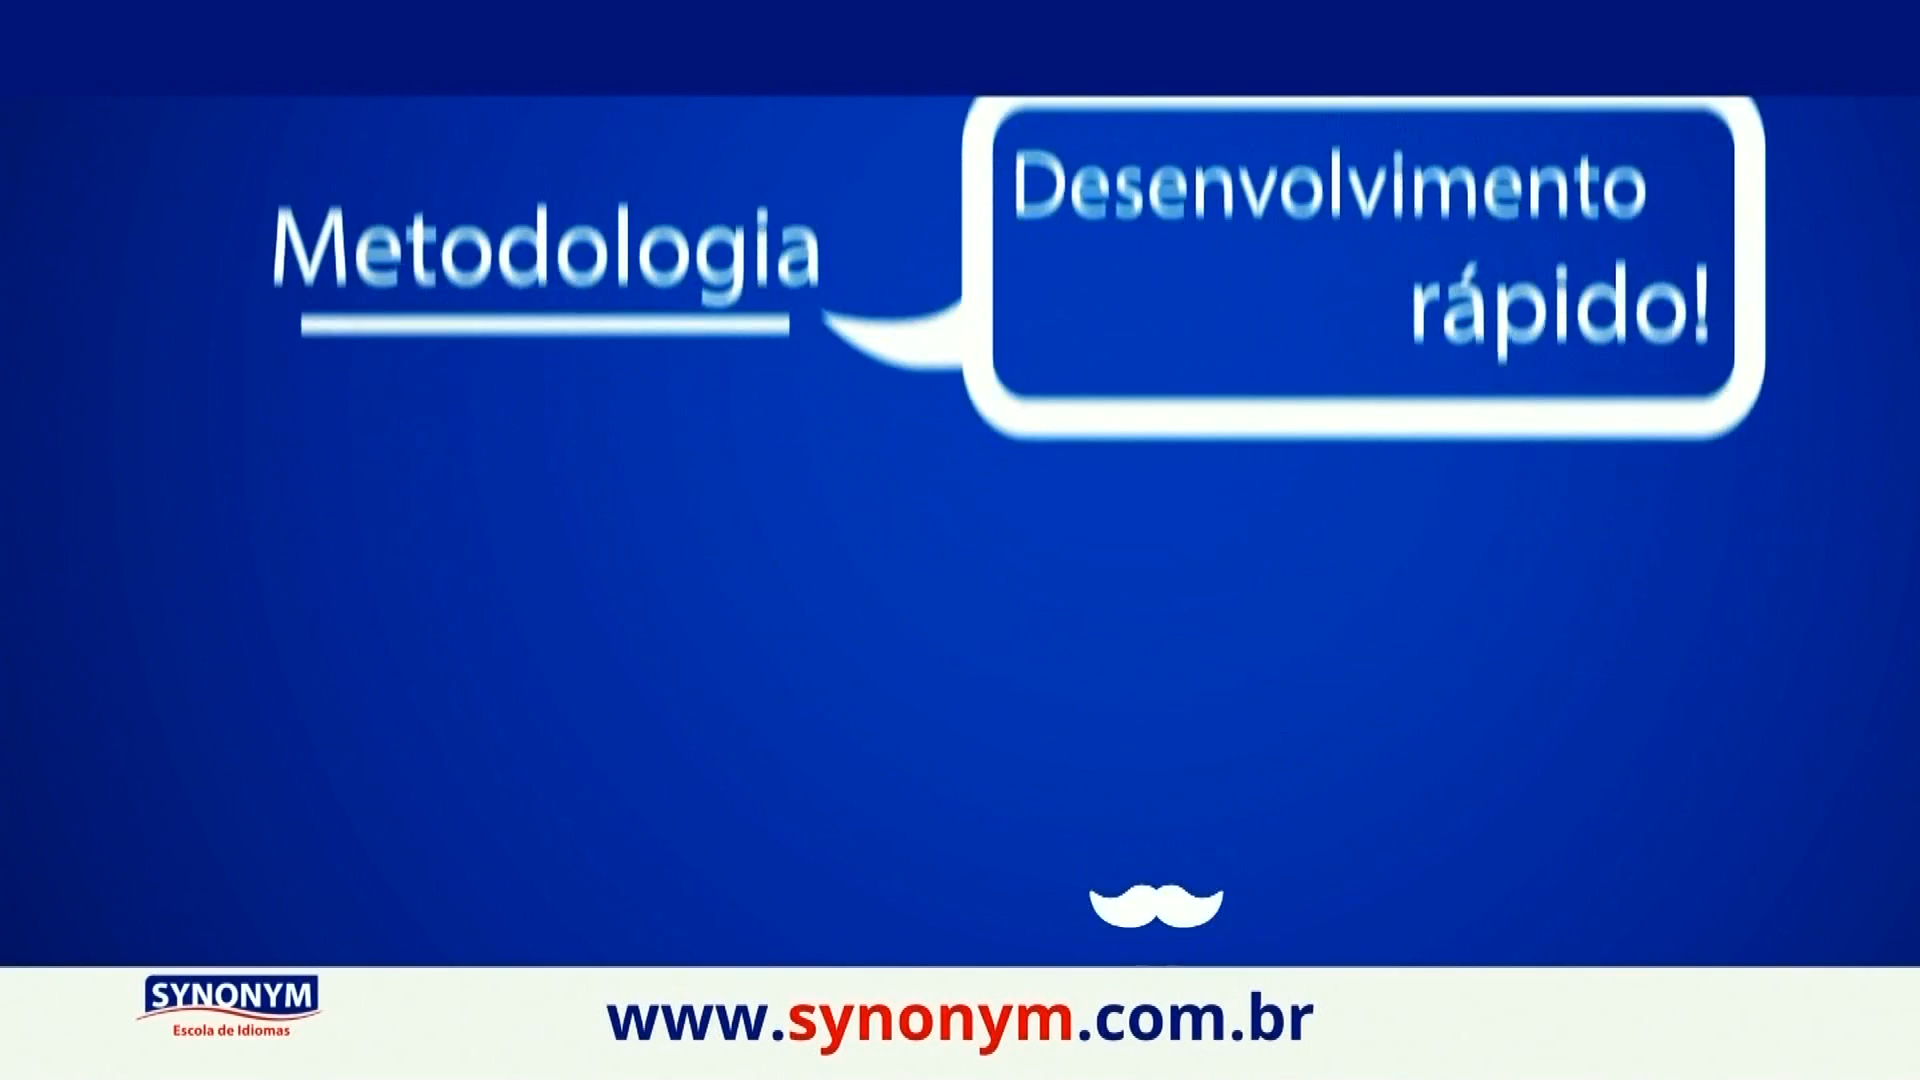 Metodologia
Desenvolvimento
rápido!
SYNONYM
Escola de Idiomas
www.synonym.com.br